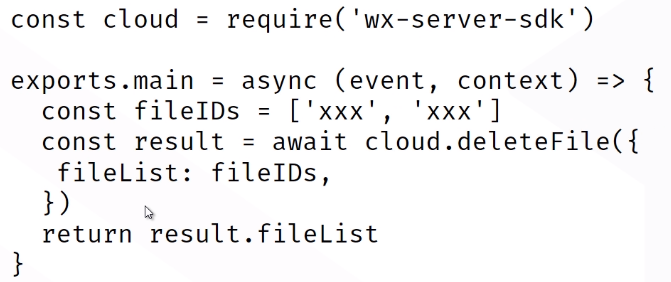 const cloud = require('wx-server-sdk')
exports.main = async (event, context) => {
const fileIDs = ['xxx', 'xxx']
const result = await cloud.deleteFile({
fileList: fileIDs,
})
return result.fileList
}